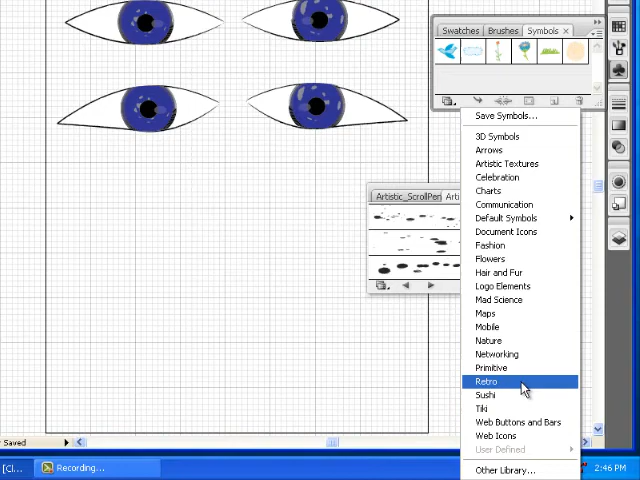 Swatches Brushes Symbols ×
Save Symbols...
3D Symbols
Arrows
Artistic Textures
Celebration
Charts
Communication
Default Symbols
Document Icons
Fashion
Flowers
Hair and Fur
Logo Elements
Mad Science
Maps
Mobile
Nature
Networking
Primitive
Retro
Sushi
Tiki
Web Buttons and Bars
Web Icons
User Defined
Other Library...
Artistic_ScrollPen Arti
Saved
[Cl... Recording... 2:46 PM